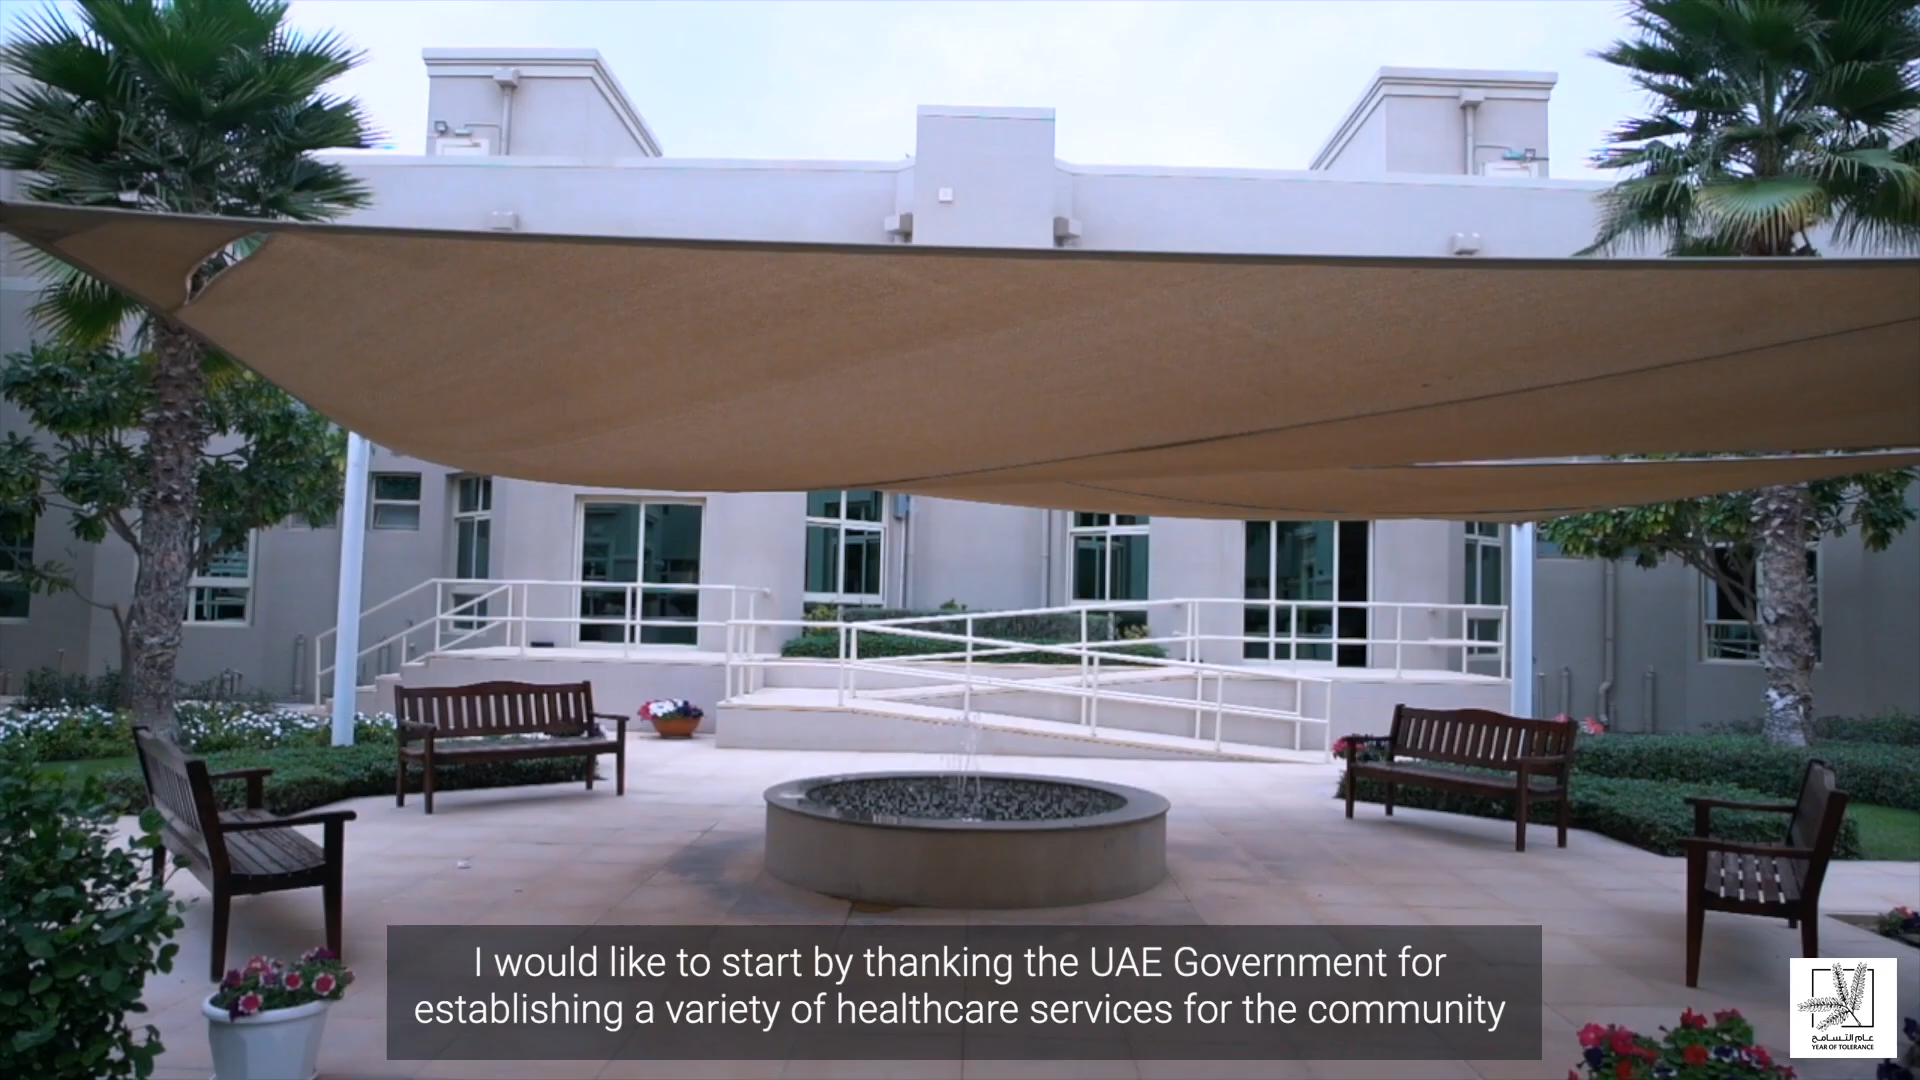 I would like to start by thanking the UAE Government for
establishing a variety of healthcare services for the community
عام التسامح
YEAR OF TOLERANCE